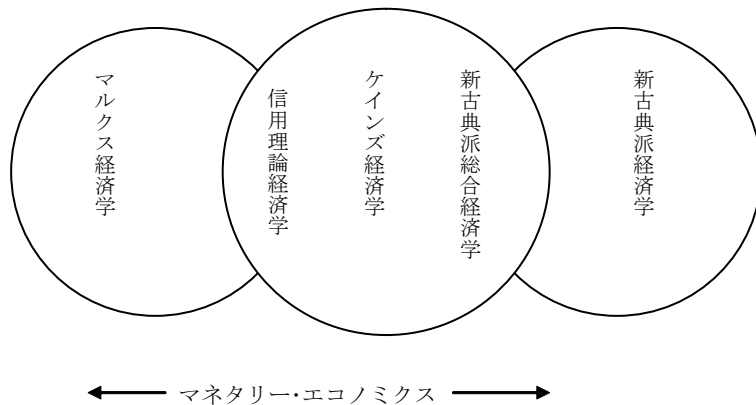 マルクス経済学
信用理論経済学
ケインズ経済学
新古典派総合経済学
新古典派経済学
マネタリー・エコノミクス